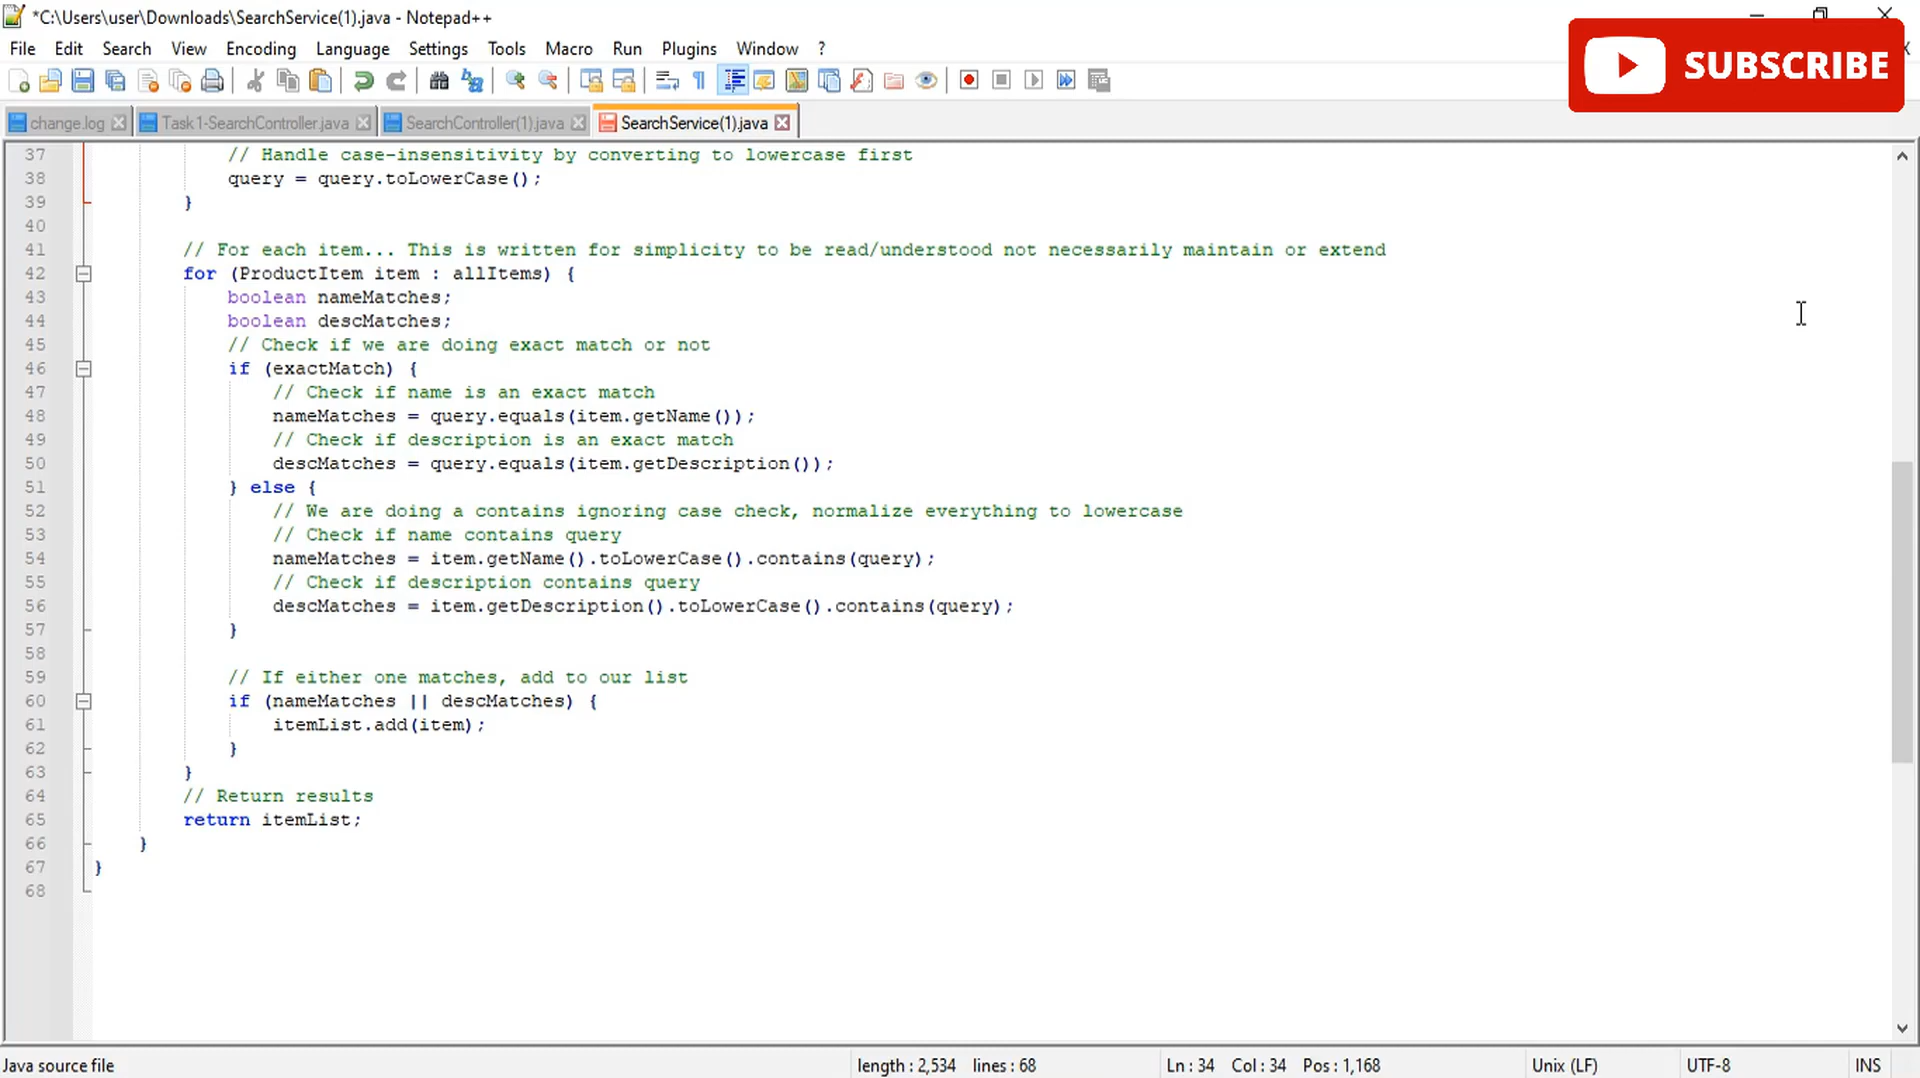 *C:\Users\user\Downloads\SearchService(1).java - Notepad++
File Edit Search View Encoding Language Settings Tools Macro Run Plugins Window ?
SUBSCRIBE
change.log Task1-SearchController.java SearchController(1).java SearchService(1).java
37 // Handle case-insensitivity by converting to lowercase first
38 query = query.toLowerCase();
39 }
40
41 // For each item... This is written for simplicity to be read/understood not necessarily maintain or extend
42 for (ProductItem item : allItems) {
43 boolean nameMatches;
44 boolean descMatches;
45 // Check if we are doing exact match or not
46 if (exactMatch) {
47 // Check if name is an exact match
48 nameMatches = query.equals(item.getName());
49 // Check if description is an exact match
50 descMatches = query.equals(item.getDescription());
51 } else {
52 // We are doing a contains ignoring case check, normalize everything to lowercase
53 // Check if name contains query
54 nameMatches = item.getName().toLowerCase().contains(query);
55 // Check if description contains query
56 descMatches = item.getDescription().toLowerCase().contains(query);
57 }
58
59 // If either one matches, add to our list
60 if (nameMatches || descMatches) {
61 itemList.add(item);
62 }
63 }
64 // Return results
65 return itemList;
66 }
67 }
68
Java source file length : 2,534 lines : 68 Ln : 34 Col : 34 Pos : 1,168 Unix (LF) UTF-8 INS